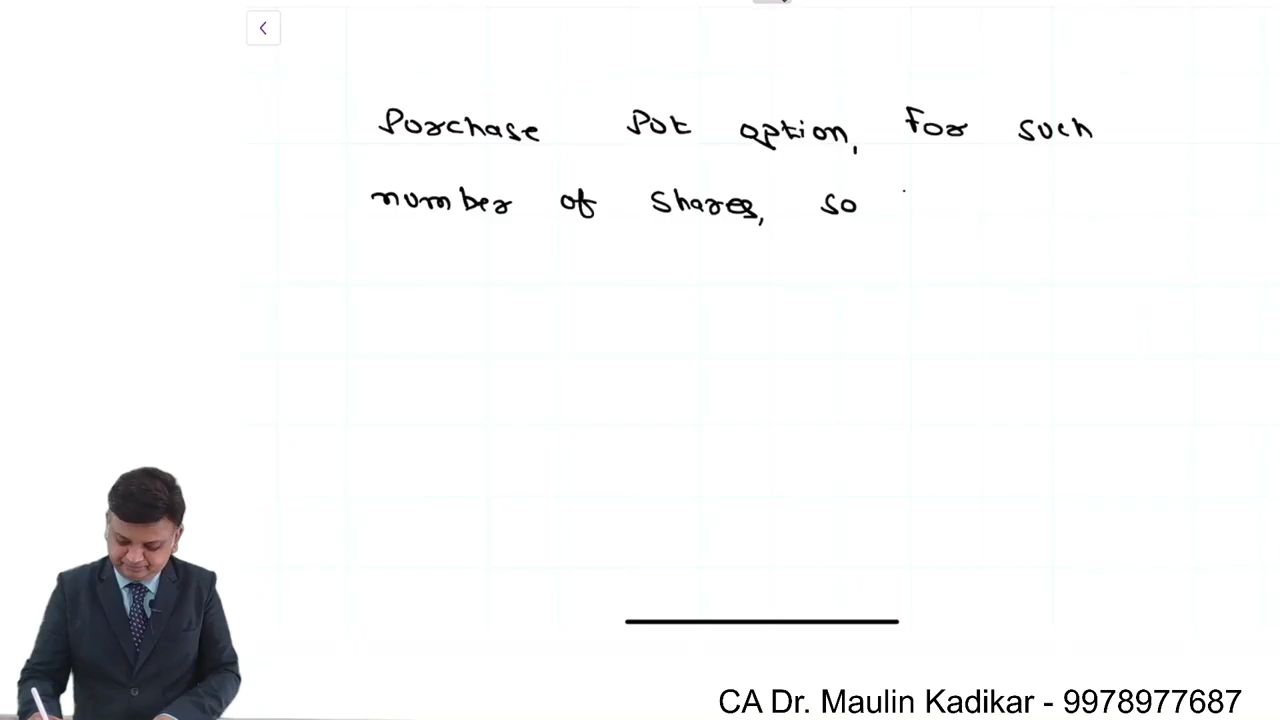 Purchase Put option, for such
number of shares, so
CA Dr. Maulin Kadikar - 9978977687